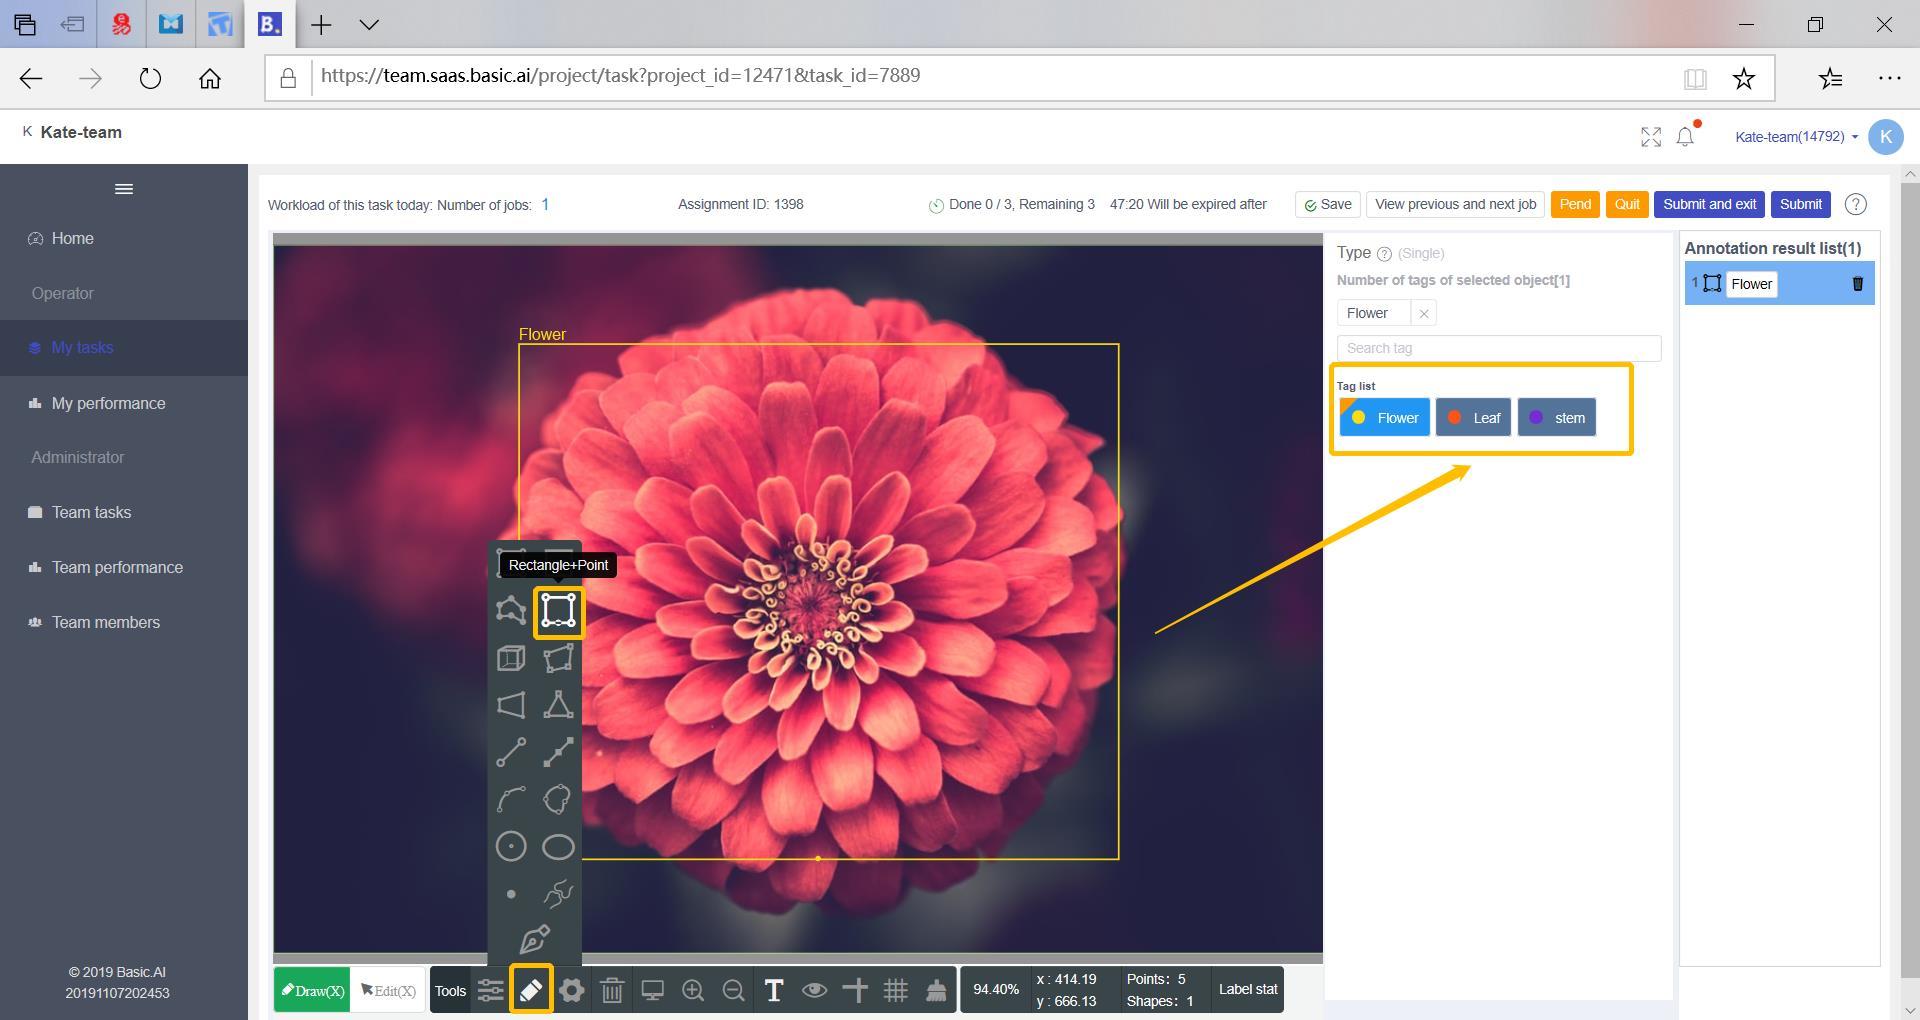 https://team.saas.basic.ai/project/task?project_id=12471&task_id=7889
K Kate-team
Kate-team(14792)
K
Workload of this task today: Number of jobs: 1
Assignment ID: 1398
Done 0 / 3, Remaining 3
47:20 Will be expired after
Save
View previous and next job
Pend
Quit
Submit and exit
Submit
?
Home
Operator
My tasks
My performance
Administrator
Team tasks
Team performance
Team members
© 2019 Basic.AI
20191107202453
Flower
Rectangle+Point
Type ? (Single)
Number of tags of selected object[1]
Flower
Search tag
Tag list
Flower
Leaf
stem
Annotation result list(1)
1 Flower
Draw(X)
Edit(X)
Tools
T
94.40%
x : 414.19
y : 666.13
Points: 5
Shapes: 1
Label stat